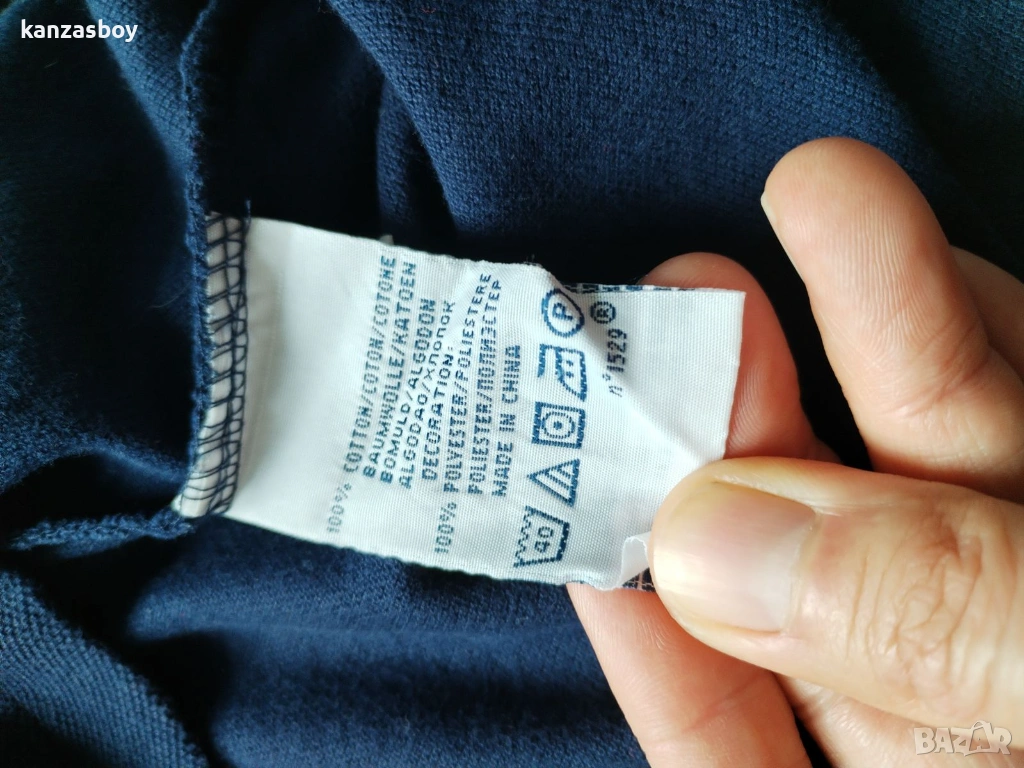 kanzasboy
100% COTTON/COTON/COTONE
BAUMWOLLE/KATOEN
BOMULD/ALGODON
ALGODAO/ХЛОПОК
DECORATION:
100% POLYESTER/POLIESTERE
POLIESTER/ПОЛИЭСТЕР
MADE IN CHINA
40
P
N°1529 ®
BAZAR